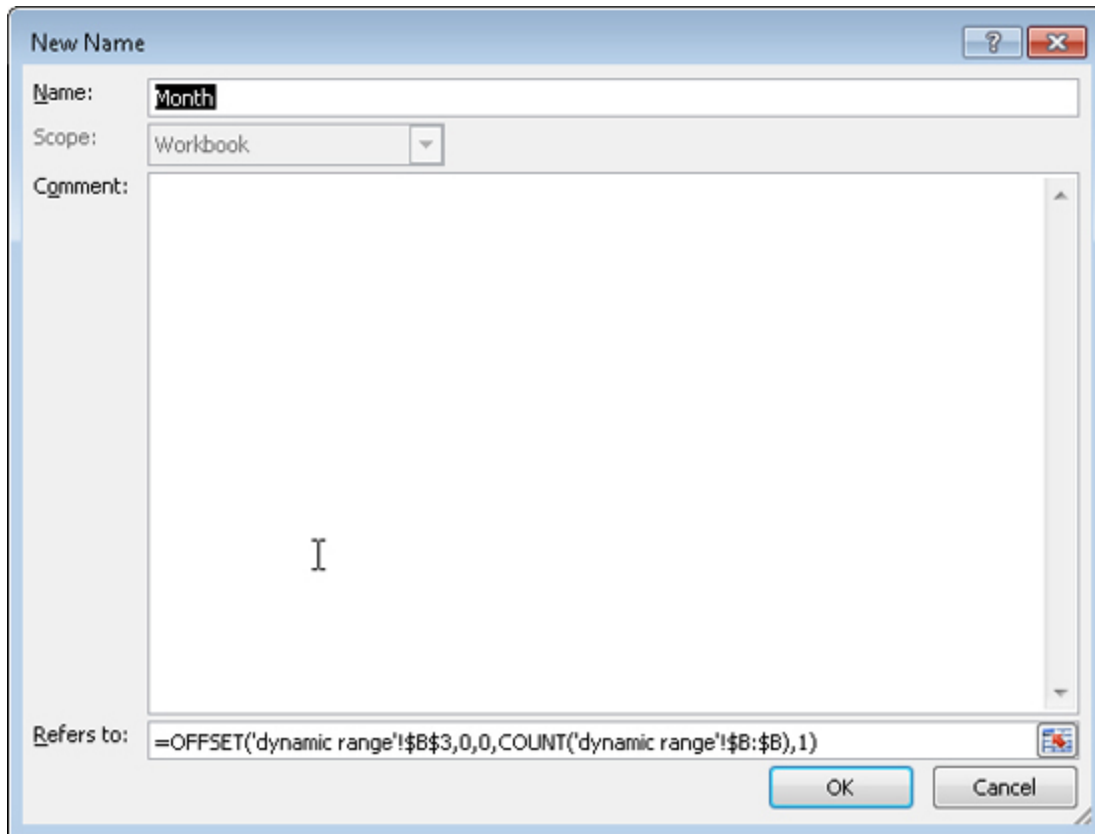 New Name
Name: Month
Scope: Workbook
Comment:
Refers to: =OFFSET('dynamic range'!$B$3,0,0,COUNT('dynamic range'!$B:$B),1)
OK Cancel